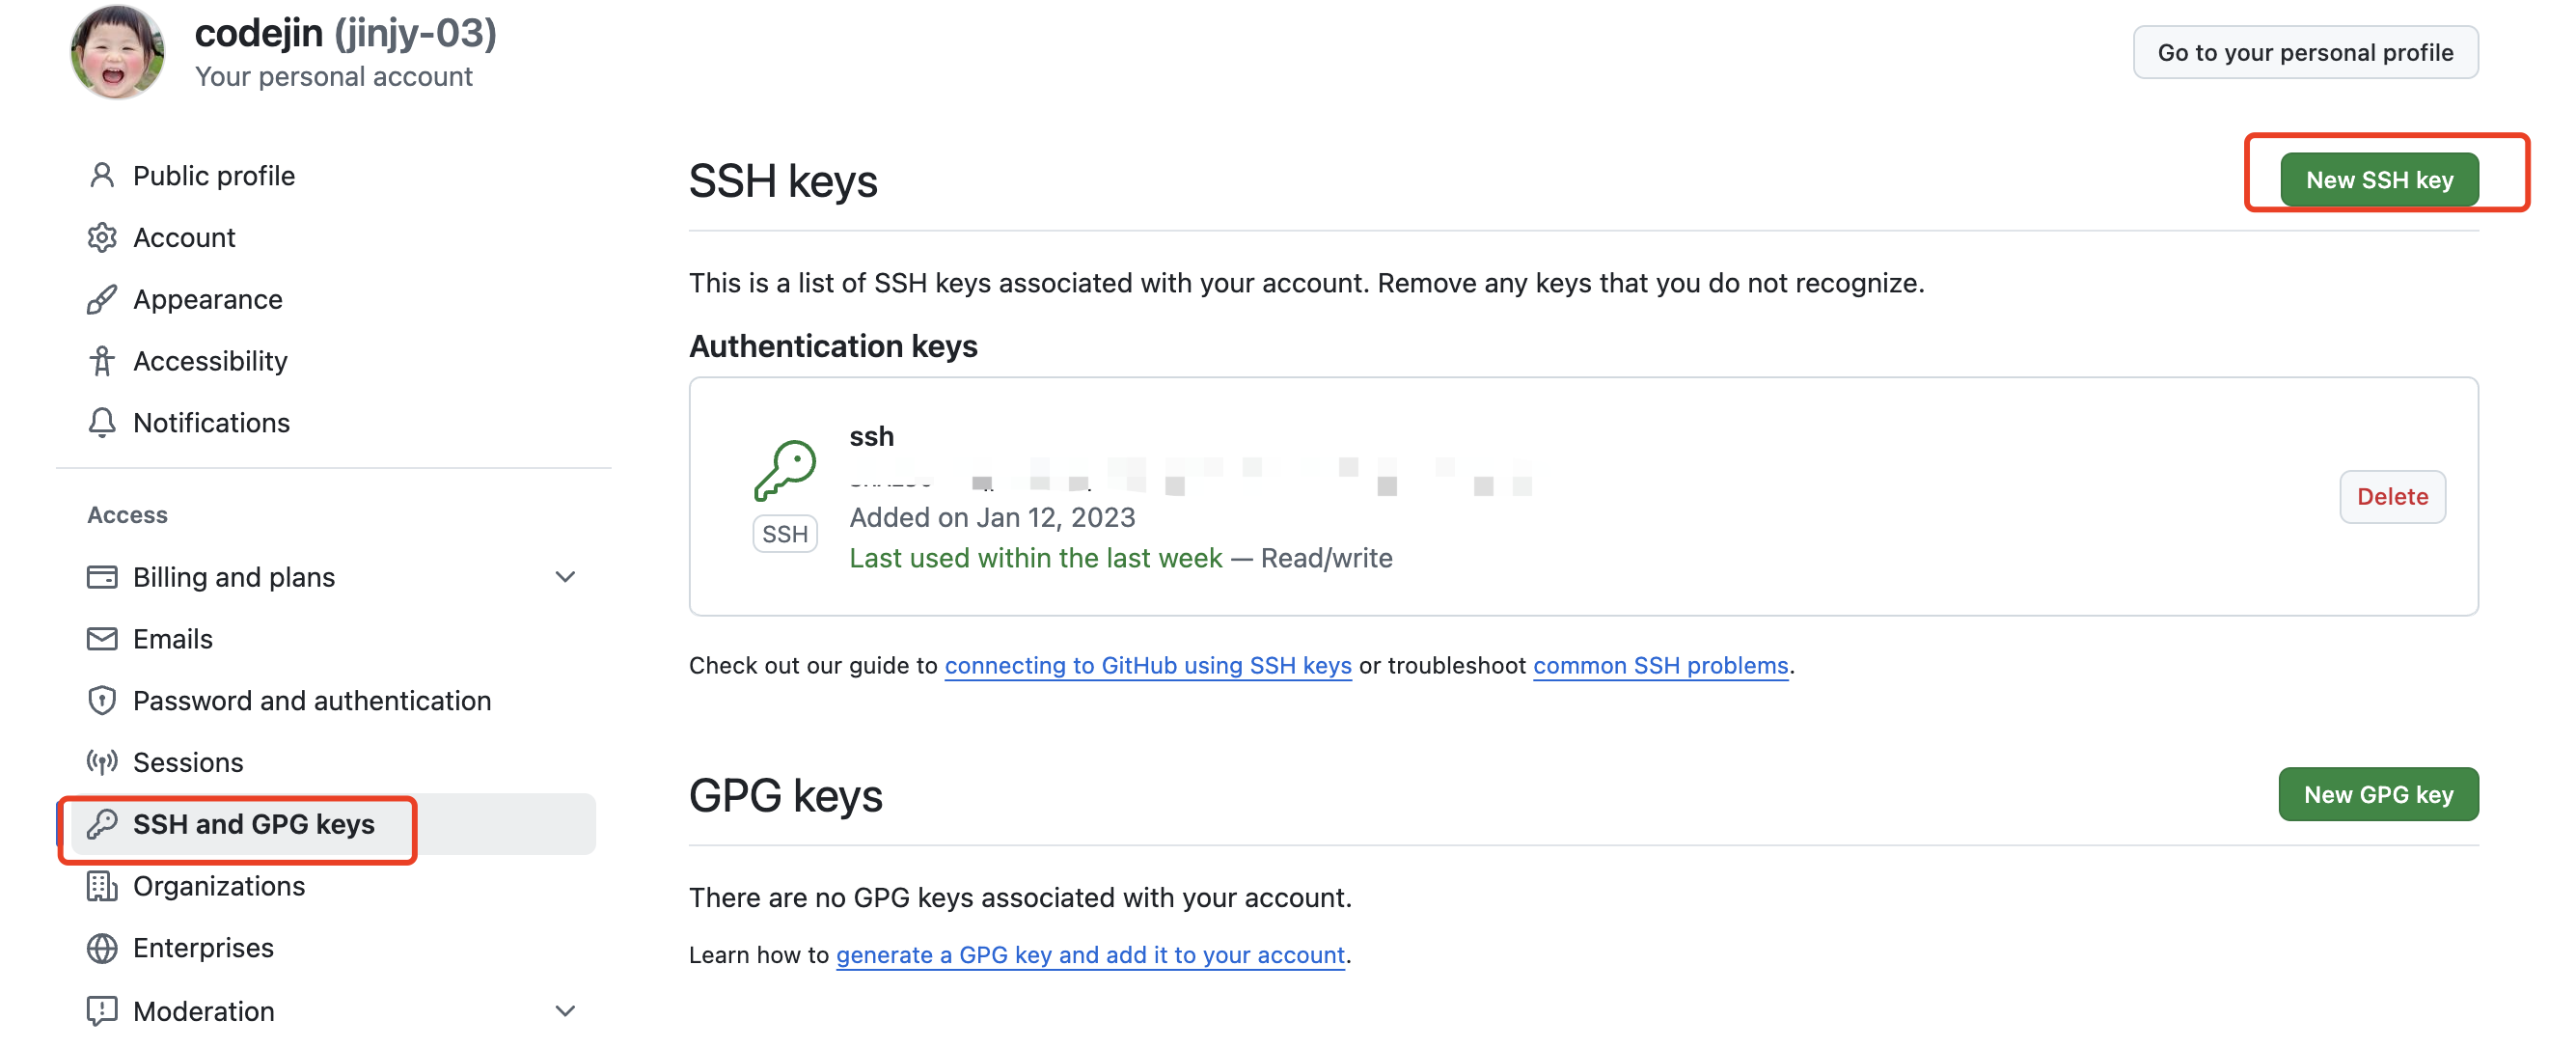 codejin (jinjy-03)
Your personal account
Go to your personal profile
Public profile
Account
Appearance
Accessibility
Notifications
Access
Billing and plans
Emails
Password and authentication
Sessions
SSH and GPG keys
Organizations
Enterprises
Moderation
SSH keys
New SSH key
This is a list of SSH keys associated with your account. Remove any keys that you do not recognize.
Authentication keys
ssh
SSH
Added on Jan 12, 2023
Last used within the last week — Read/write
Delete
Check out our guide to connecting to GitHub using SSH keys or troubleshoot common SSH problems.
GPG keys
New GPG key
There are no GPG keys associated with your account.
Learn how to generate a GPG key and add it to your account.